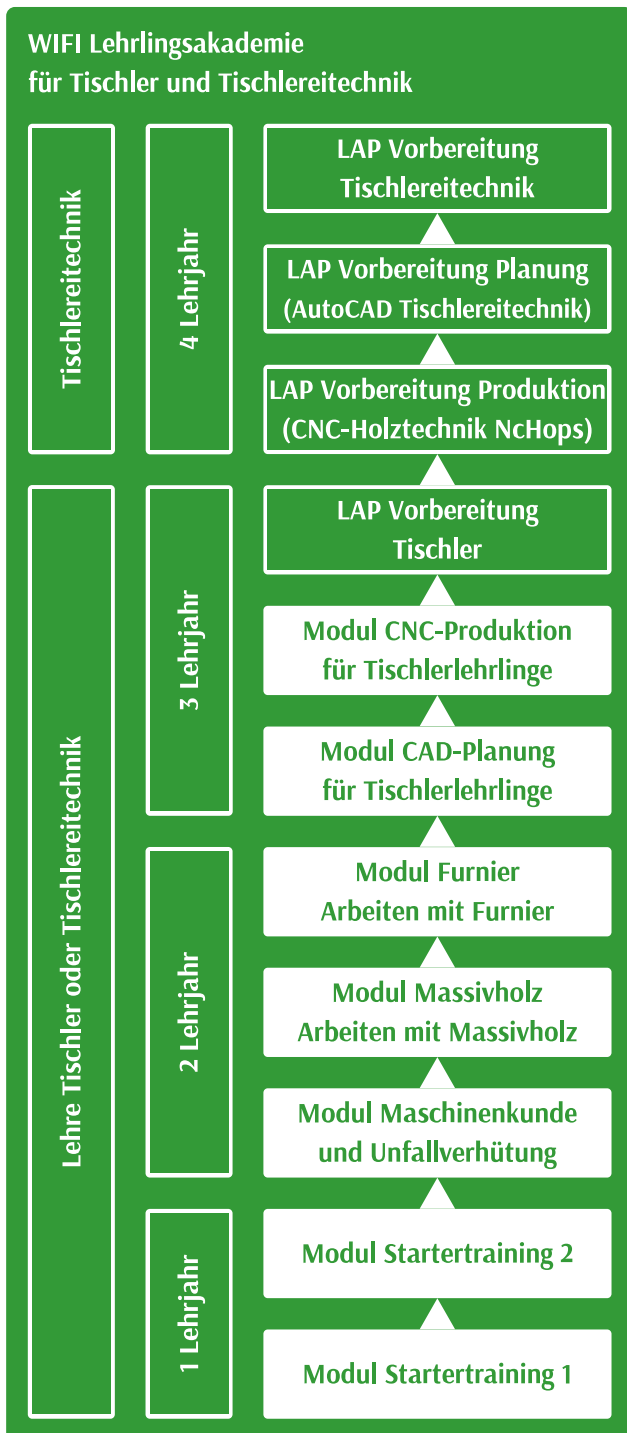 WIFI Lehrlingsakademie
für Tischler und Tischlereitechnik
Tischlereitechnik
4 Lehrjahr
LAP Vorbereitung
Tischlereitechnik
LAP Vorbereitung Planung
(AutoCAD Tischlereitechnik)
LAP Vorbereitung Produktion
(CNC-Holztechnik NcHops)
Lehre Tischler oder Tischlereitechnik
3 Lehrjahr
LAP Vorbereitung
Tischler
Modul CNC-Produktion
für Tischlerlehrlinge
Modul CAD-Planung
für Tischlerlehrlinge
2 Lehrjahr
Modul Furnier
Arbeiten mit Furnier
Modul Massivholz
Arbeiten mit Massivholz
Modul Maschinenkunde
und Unfallverhütung
1 Lehrjahr
Modul Startertraining 2
Modul Startertraining 1